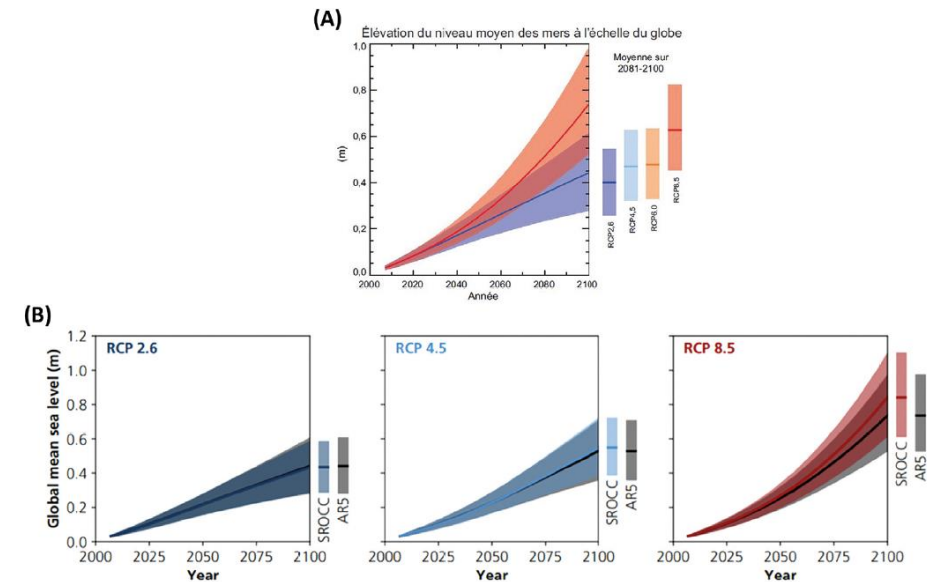 (A)
Élévation du niveau moyen des mers à l'échelle du globe
1,0
0,8
0,6
0,4
0,2
0,0
(m)
2000 2020 2040 2060 2080 2100
Année
Moyenne sur
2081-2100
RCP2,6
RCP4,5
RCP6,0
RCP8,5
(B)
Global mean sea level (m)
1.2
1.0
0.8
0.6
0.4
0.2
0.0
RCP 2.6
2000 2025 2050 2075 2100
Year
SROCC
AR5
RCP 4.5
2000 2050 2100
Year
SROCC
AR5
RCP 8.5
2000 2025 2050 2075 2100
Year
SROCC
AR5